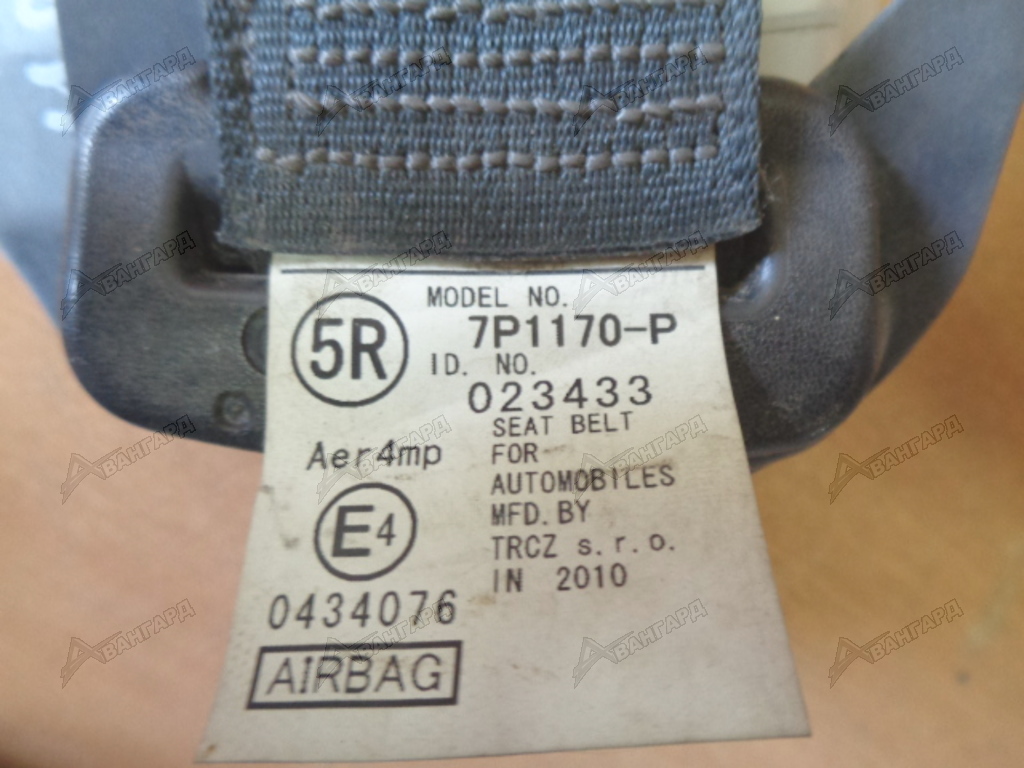 5R
MODEL NO.
7P1170-P
ID. NO.
023433
Aer4mp
SEAT BELT
FOR
AUTOMOBILES
MFD. BY
TRCZ s.r.o.
IN 2010
E4
0434076
AIRBAG
АВАНГАРД